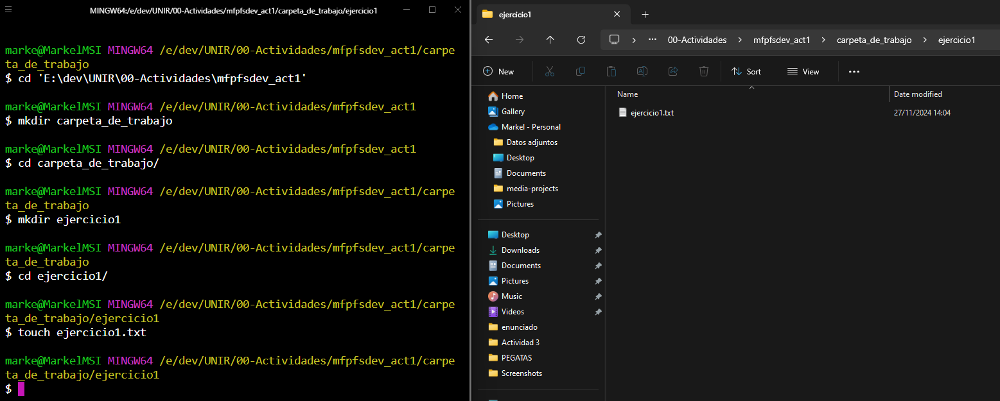 MINGW64:/e/dev/UNIR/00-Actividades/mfpfsdev_act1/carpeta_de_trabajo/ejercicio1
marke@MarkelMSI MINGW64 /e/dev/UNIR/00-Actividades/mfpfsdev_act1/carpe
ta_de_trabajo
$ cd 'E:\dev\UNIR\00-Actividades\mfpfsdev_act1'
marke@MarkelMSI MINGW64 /e/dev/UNIR/00-Actividades/mfpfsdev_act1
$ mkdir carpeta_de_trabajo
marke@MarkelMSI MINGW64 /e/dev/UNIR/00-Actividades/mfpfsdev_act1
$ cd carpeta_de_trabajo/
marke@MarkelMSI MINGW64 /e/dev/UNIR/00-Actividades/mfpfsdev_act1/carpe
ta_de_trabajo
$ mkdir ejercicio1
marke@MarkelMSI MINGW64 /e/dev/UNIR/00-Actividades/mfpfsdev_act1/carpe
ta_de_trabajo
$ cd ejercicio1/
marke@MarkelMSI MINGW64 /e/dev/UNIR/00-Actividades/mfpfsdev_act1/carpe
ta_de_trabajo/ejercicio1
$ touch ejercicio1.txt
marke@MarkelMSI MINGW64 /e/dev/UNIR/00-Actividades/mfpfsdev_act1/carpe
ta_de_trabajo/ejercicio1
$
ejercicio1
00-Actividades > mfpfsdev_act1 > carpeta_de_trabajo > ejercicio1
New Sort View
Home
Gallery
Markel - Personal
Datos adjuntos
Desktop
Documents
media-projects
Pictures
Desktop
Downloads
Documents
Pictures
Music
Videos
enunciado
Actividad 3
PEGATAS
Screenshots
Name Date modified
ejercicio1.txt 27/11/2024 14:04